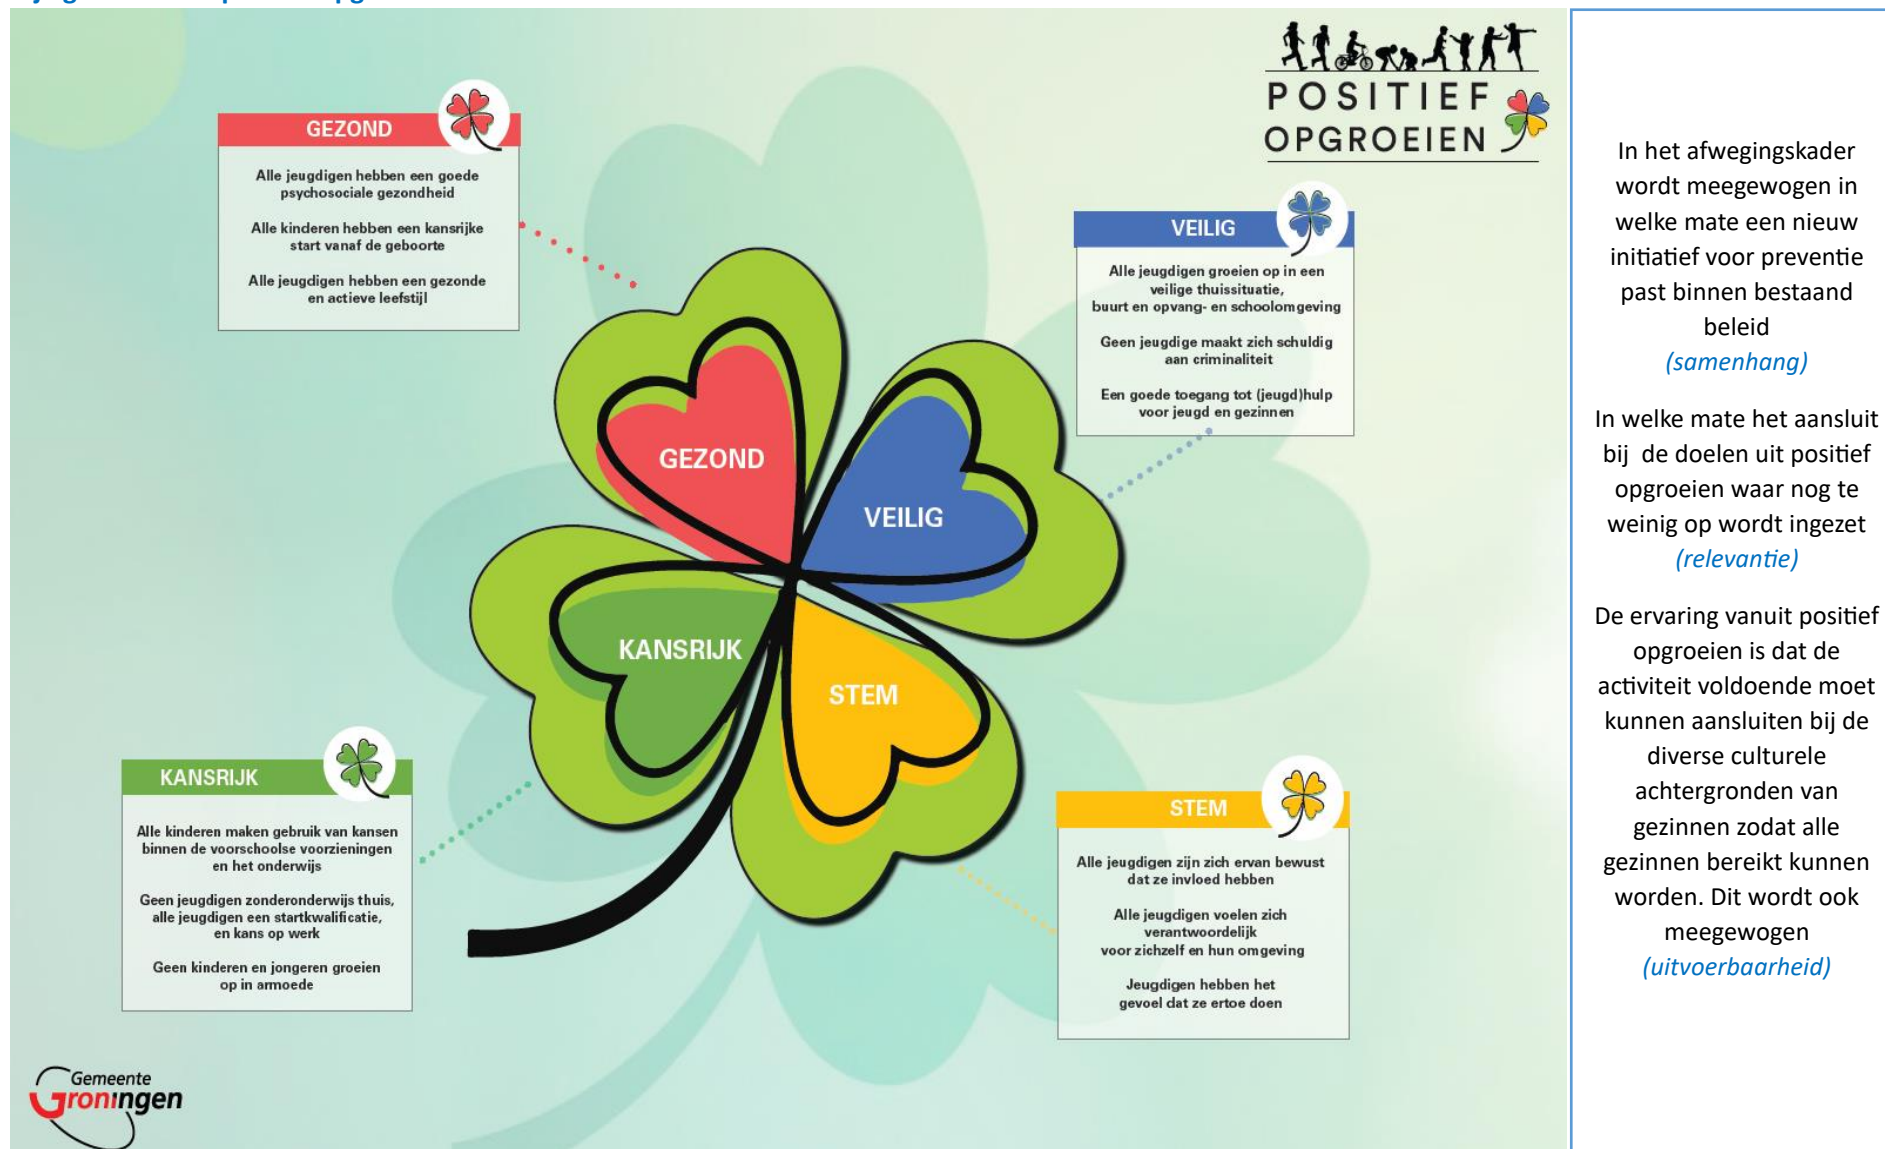 POSITIEF
OPGROEIEN
GEZOND
Alle jeugdigen hebben een goede
psychosociale gezondheid
Alle kinderen hebben een kansrijke
start vanaf de geboorte
Alle jeugdigen hebben een gezonde
en actieve leefstijl
VEILIG
Alle jeugdigen groeien op in een
veilige thuissituatie,
buurt en opvang- en schoolomgeving
Geen jeugdige maakt zich schuldig
aan criminaliteit
Een goede toegang tot (jeugd)hulp
voor jeugd en gezinnen
GEZOND
VEILIG
KANSRIJK
STEM
KANSRIJK
Alle kinderen maken gebruik van kansen
binnen de voorschoolse voorzieningen
en het onderwijs
Geen jeugdigen zonderonderwijs thuis,
alle jeugdigen een startkwalificatie,
en kans op werk
Geen kinderen en jongeren groeien
op in armoede
STEM
Alle jeugdigen zijn zich ervan bewust
dat ze invloed hebben
Alle jeugdigen voelen zich
verantwoordelijk
voor zichzelf en hun omgeving
Jeugdigen hebben het
gevoel dat ze ertoe doen
Gemeente
Groningen
In het afwegingskader
wordt meegewogen in
welke mate een nieuw
initiatief voor preventie
past binnen bestaand
beleid
(samenhang)
In welke mate het aansluit
bij de doelen uit positief
opgroeien waar nog te
weinig op wordt ingezet
(relevantie)
De ervaring vanuit positief
opgroeien is dat de
activiteit voldoende moet
kunnen aansluiten bij de
diverse culturele
achtergronden van
gezinnen zodat alle
gezinnen bereikt kunnen
worden. Dit wordt ook
meegewogen
(uitvoerbaarheid)